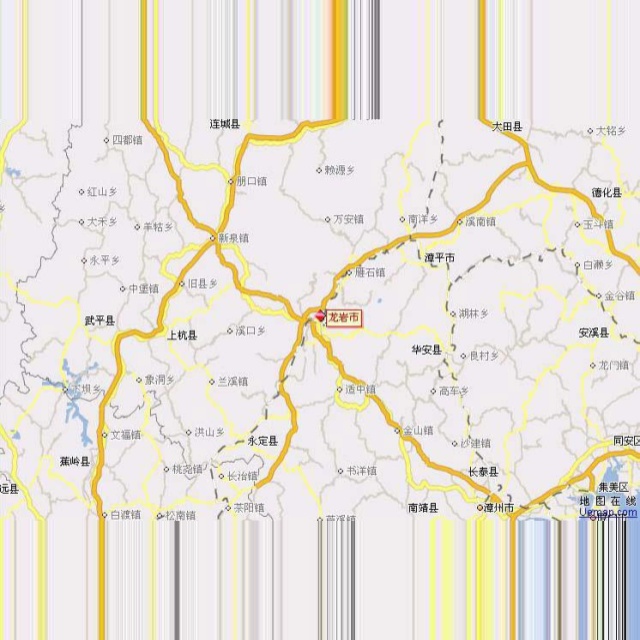 连城县
大田县
大铭乡
四都镇
赖源乡
朋口镇
红山乡
德化县
大禾乡
羊牯乡
万安镇
南洋乡
溪南镇
玉斗镇
新泉镇
永平乡
漳平市
白濑乡
雁石镇
中堡镇
旧县乡
金谷镇
武平县
龙岩市
湖林乡
上杭县
溪口乡
安溪县
华安县
良村乡
龙门镇
象洞乡
兰溪镇
适中镇
高车乡
文福镇
洪山乡
永定县
金山镇
沙建镇
同安区
蕉岭县
桃尧镇
长治镇
书洋镇
长泰县
远县
集美区
白渡镇
松南镇
茶阳镇
南靖县
漳州市
地图在线
Ugmap.com